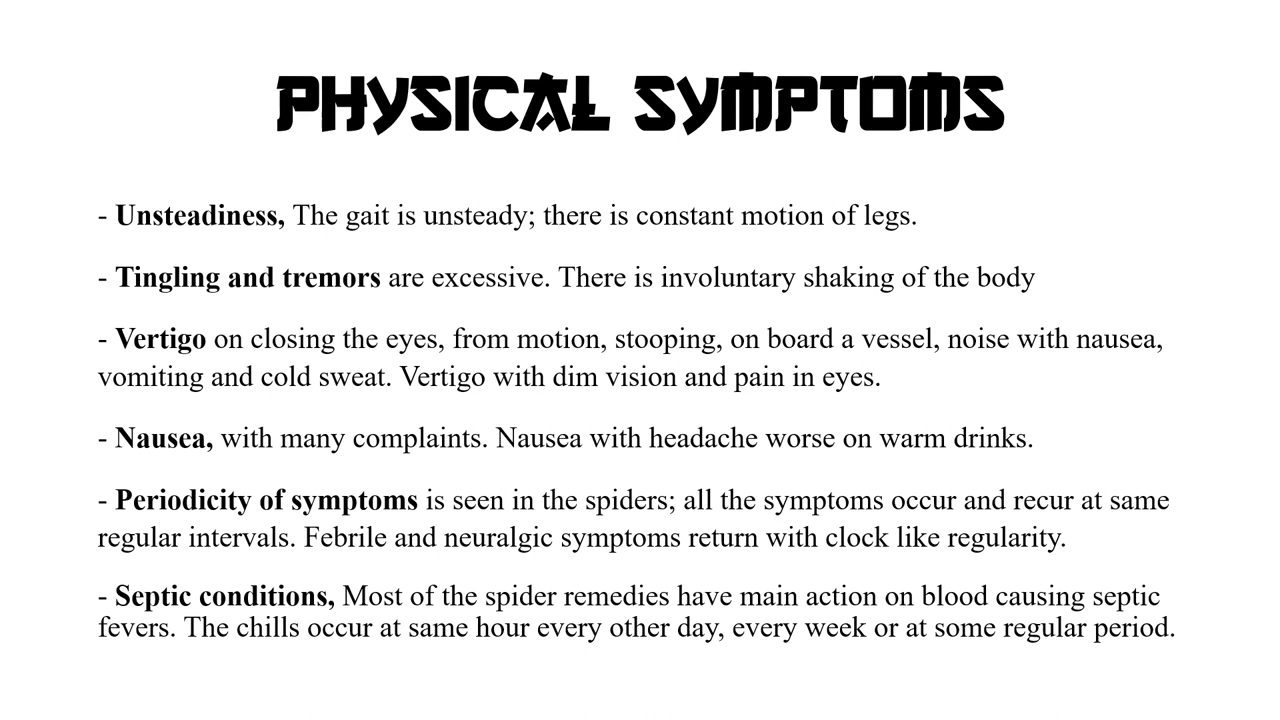 PHYSICAL SYMPTOMS
- Unsteadiness, The gait is unsteady; there is constant motion of legs.
- Tingling and tremors are excessive. There is involuntary shaking of the body
- Vertigo on closing the eyes, from motion, stooping, on board a vessel, noise with nausea,
vomiting and cold sweat. Vertigo with dim vision and pain in eyes.
- Nausea, with many complaints. Nausea with headache worse on warm drinks.
- Periodicity of symptoms is seen in the spiders; all the symptoms occur and recur at same
regular intervals. Febrile and neuralgic symptoms return with clock like regularity.
- Septic conditions, Most of the spider remedies have main action on blood causing septic
fevers. The chills occur at same hour every other day, every week or at some regular period.